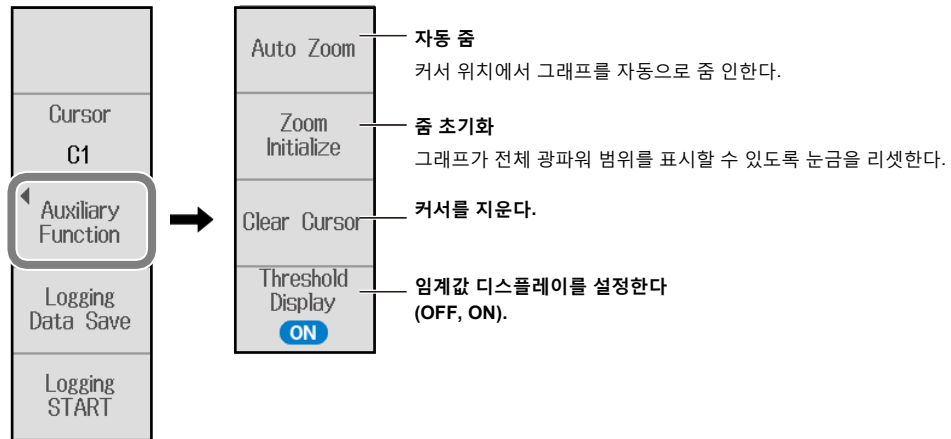 Cursor
C1
Auxiliary
Function
Logging
Data Save
Logging
START
Auto Zoom
Zoom
Initialize
Clear Cursor
Threshold
Display
ON
자동 줌
커서 위치에서 그래프를 자동으로 줌 인한다.
줌 초기화
그래프가 전체 광파워 범위를 표시할 수 있도록 눈금을 리셋한다.
커서를 지운다.
임계값 디스플레이를 설정한다
(OFF, ON).